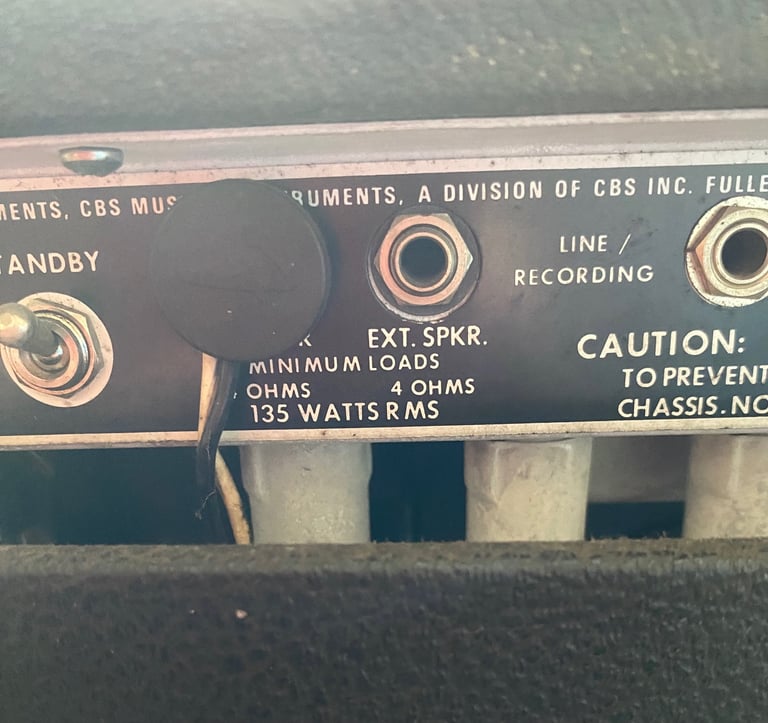 MENTS, CBS MUS RUMENTS, A DIVISION OF CBS INC. FULLE
TANDBY
LINE /
RECORDING
K EXT. SPKR.
MINIMUM LOADS
OHMS 4 OHMS
135 WATTS RMS
CAUTION:
TO PREVENT
CHASSIS. NO